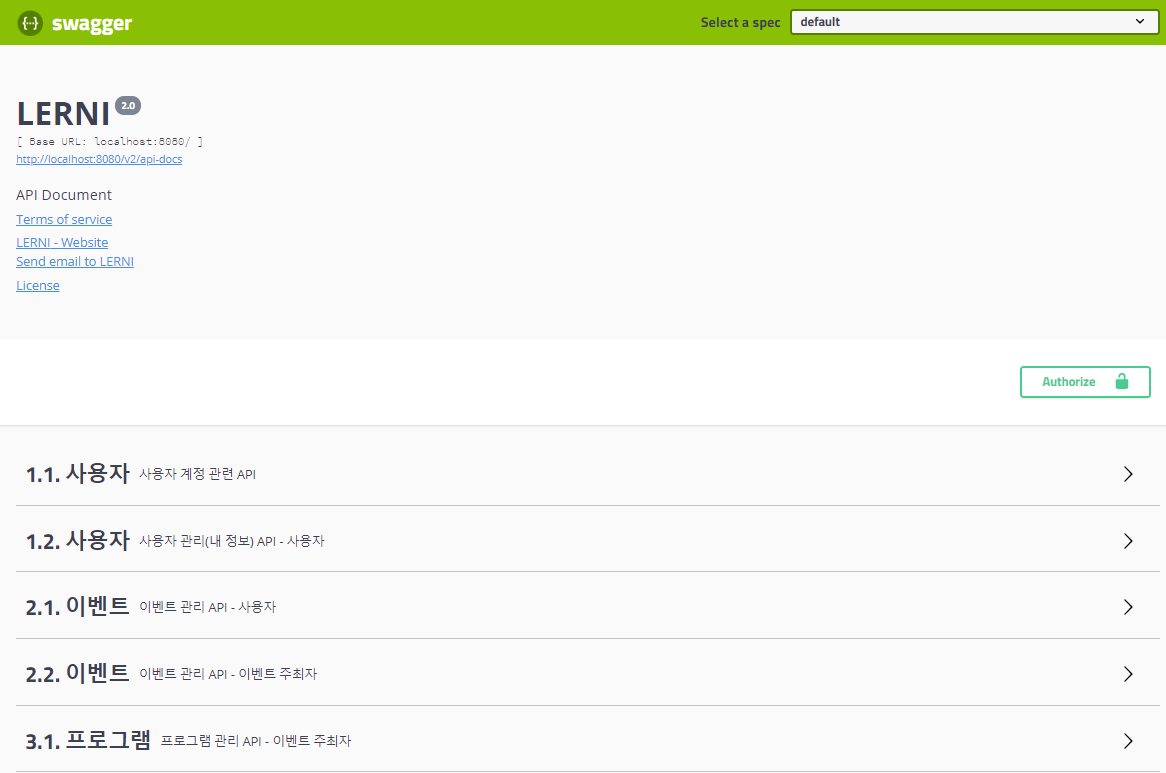 swagger
Select a spec default
LERNI 2.0
[ Base URL: localhost:8080/ ]
http://localhost:8080/v2/api-docs
API Document
Terms of service
LERNI - Website
Send email to LERNI
License
Authorize
1.1. 사용자 사용자 계정 관련 API
1.2. 사용자 사용자 관리(내 정보) API - 사용자
2.1. 이벤트 이벤트 관리 API - 사용자
2.2. 이벤트 이벤트 관리 API - 이벤트 주최자
3.1. 프로그램 프로그램 관리 API - 이벤트 주최자